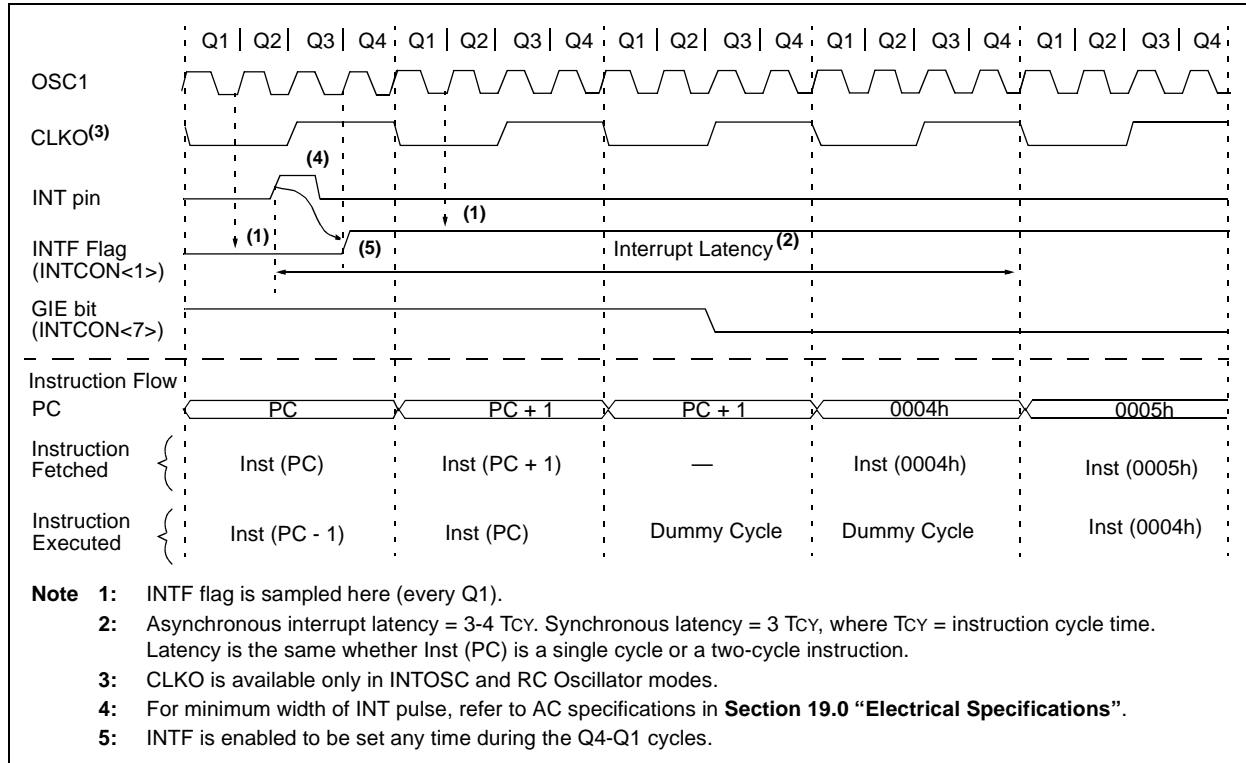 Q1 | Q2 | Q3 | Q4 Q1 | Q2 | Q3 | Q4 Q1 | Q2 | Q3 | Q4 Q1 | Q2 | Q3 | Q4 Q1 | Q2 | Q3 | Q4
OSC1
CLKO(3)
(4)
INT pin
(1)
(1)
INTF Flag
(INTCON<1>)
(5)
Interrupt Latency(2)
GIE bit
(INTCON<7>)
Instruction Flow
PC PC PC + 1 PC + 1 0004h 0005h
Instruction
Fetched
Inst (PC) Inst (PC + 1) — Inst (0004h) Inst (0005h)
Instruction
Executed
Inst (PC - 1) Inst (PC) Dummy Cycle Dummy Cycle Inst (0004h)
Note 1: INTF flag is sampled here (every Q1).
2: Asynchronous interrupt latency = 3-4 TCY. Synchronous latency = 3 TCY, where TCY = instruction cycle time.
Latency is the same whether Inst (PC) is a single cycle or a two-cycle instruction.
3: CLKO is available only in INTOSC and RC Oscillator modes.
4: For minimum width of INT pulse, refer to AC specifications in Section 19.0 “Electrical Specifications”.
5: INTF is enabled to be set any time during the Q4-Q1 cycles.